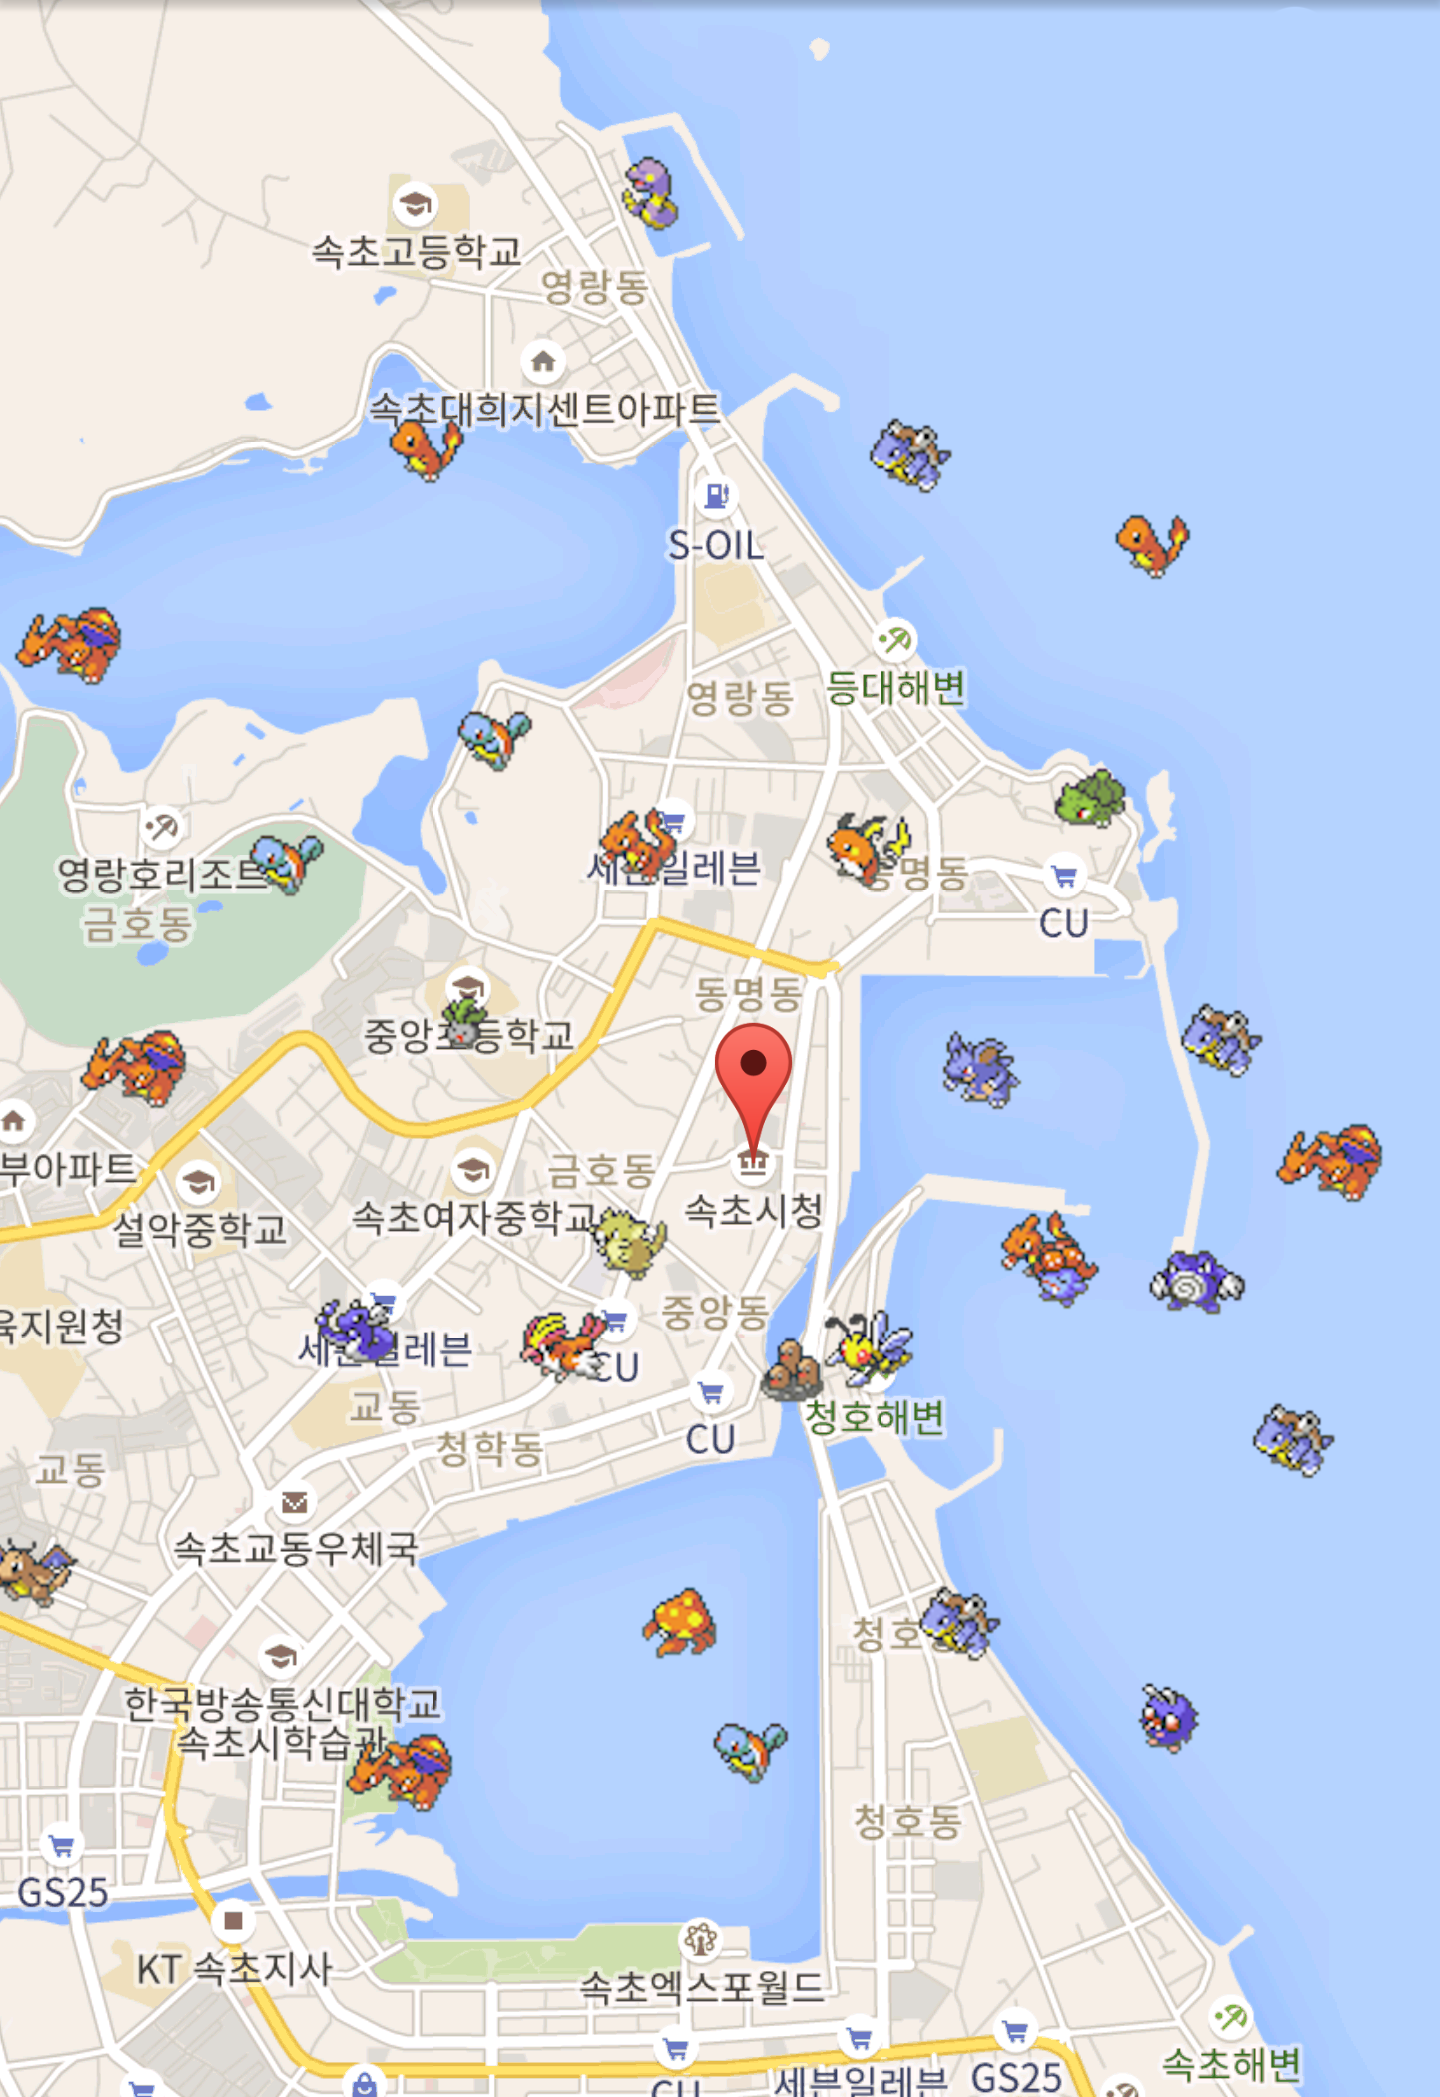 속초고등학교
영랑동
속초대희지센트아파트
S-OIL
영랑동
등대해변
세븐일레븐
동명동
영랑호리조트
금호동
CU
동명동
중앙초등학교
부아파트
금호동
설악중학교
속초여자중학교
속초시청
육지원청
중앙동
세븐일레븐
CU
교동
청호해변
CU
청학동
교동
속초교동우체국
청호동
한국방송통신대학교
속초시학습관
청호동
GS25
KT 속초지사
속초엑스포월드
속초해변
GS25
세븐일레븐
CU